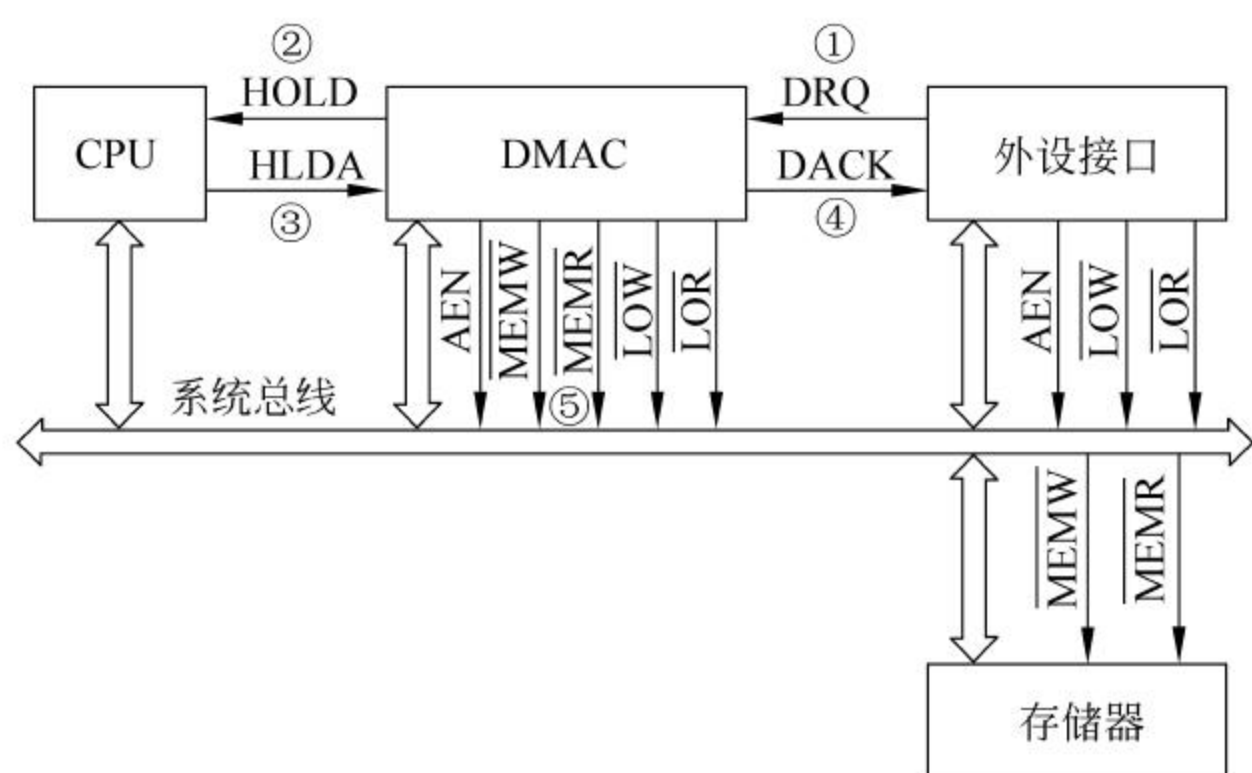 ②
①
HOLD
DRQ
CPU
DMAC
外设接口
HLDA
DACK
③
④
AEN
MEMW
MEMR
LOW
LOR
AEN
LOW
LOR
系统总线
⑤
MEMW
MEMR
存储器